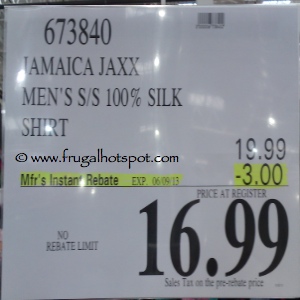 673840
JAMAICA JAXX
MEN'S S/S 100% SILK
SHIRT
19.99
www.frugalhotspot.com
Mfr's Instant Rebate EXP. 06/09/13 -3.00
PRICE AT REGISTER
16.99
NO
REBATE LIMIT
Sales Tax on the pre-rebate price